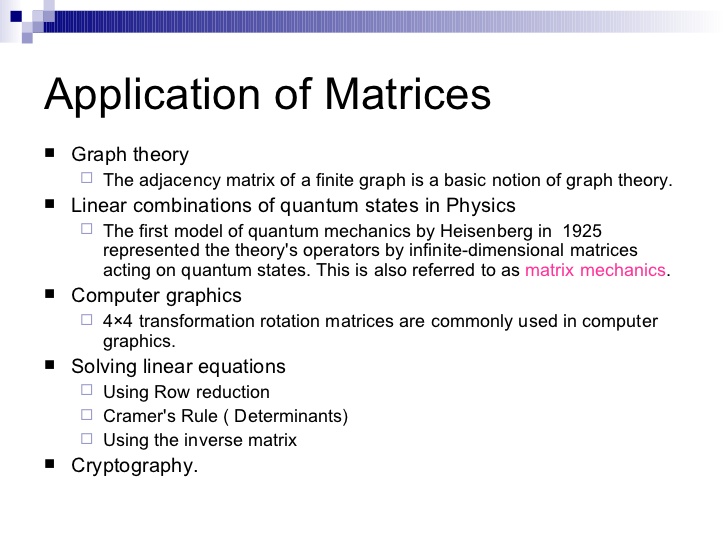 Application of Matrices
Graph theory
The adjacency matrix of a finite graph is a basic notion of graph theory.
Linear combinations of quantum states in Physics
The first model of quantum mechanics by Heisenberg in  1925
represented the theory's operators by infinite-dimensional matrices
acting on quantum states. This is also referred to as matrix mechanics.
Computer graphics
4×4 transformation rotation matrices are commonly used in computer
graphics.
Solving linear equations
Using Row reduction
Cramer's Rule ( Determinants)
Using the inverse matrix
Cryptography.